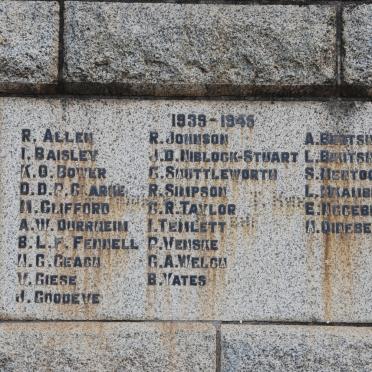 1939 - 1945
R. ALLEN
I. BAISLEY
K.O. BOWER
D.D.P. CLARKE
M. CLIFFORD
A.W. DURRHEIM
B.L.F. FENNELL
H.G. GEACH
V. GIESE
J. GOODEVE
R. JOHNSON
J.D. NIBLOCK-STUART
C. SHUTTLEWORTH
R. SIMPSON
G.R. TAYLOR
I. TEMLETT
P. WENSKE
G.A. WELCH
B. YATES